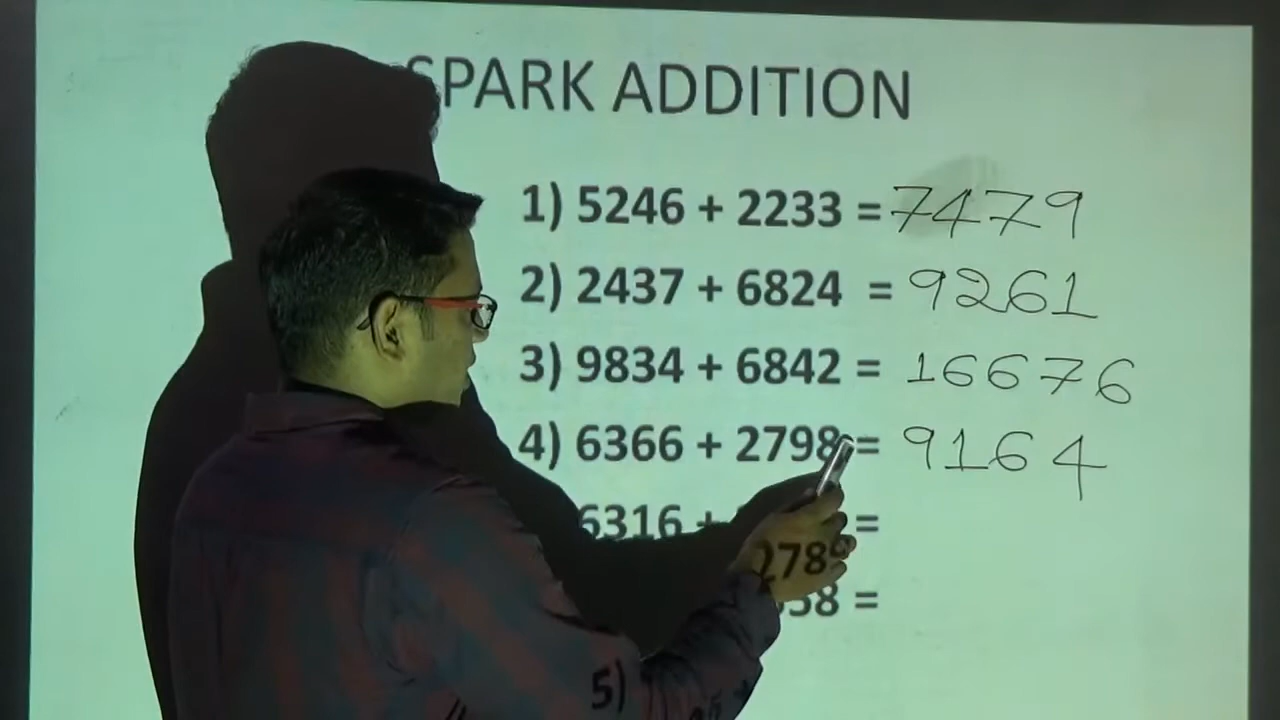 SPARK ADDITION
1) 5246 + 2233 = 7479
2) 2437 + 6824 = 9261
3) 9834 + 6842 = 16676
4) 6366 + 2798 = 9164
5) 6316 + 2789 =
58 =